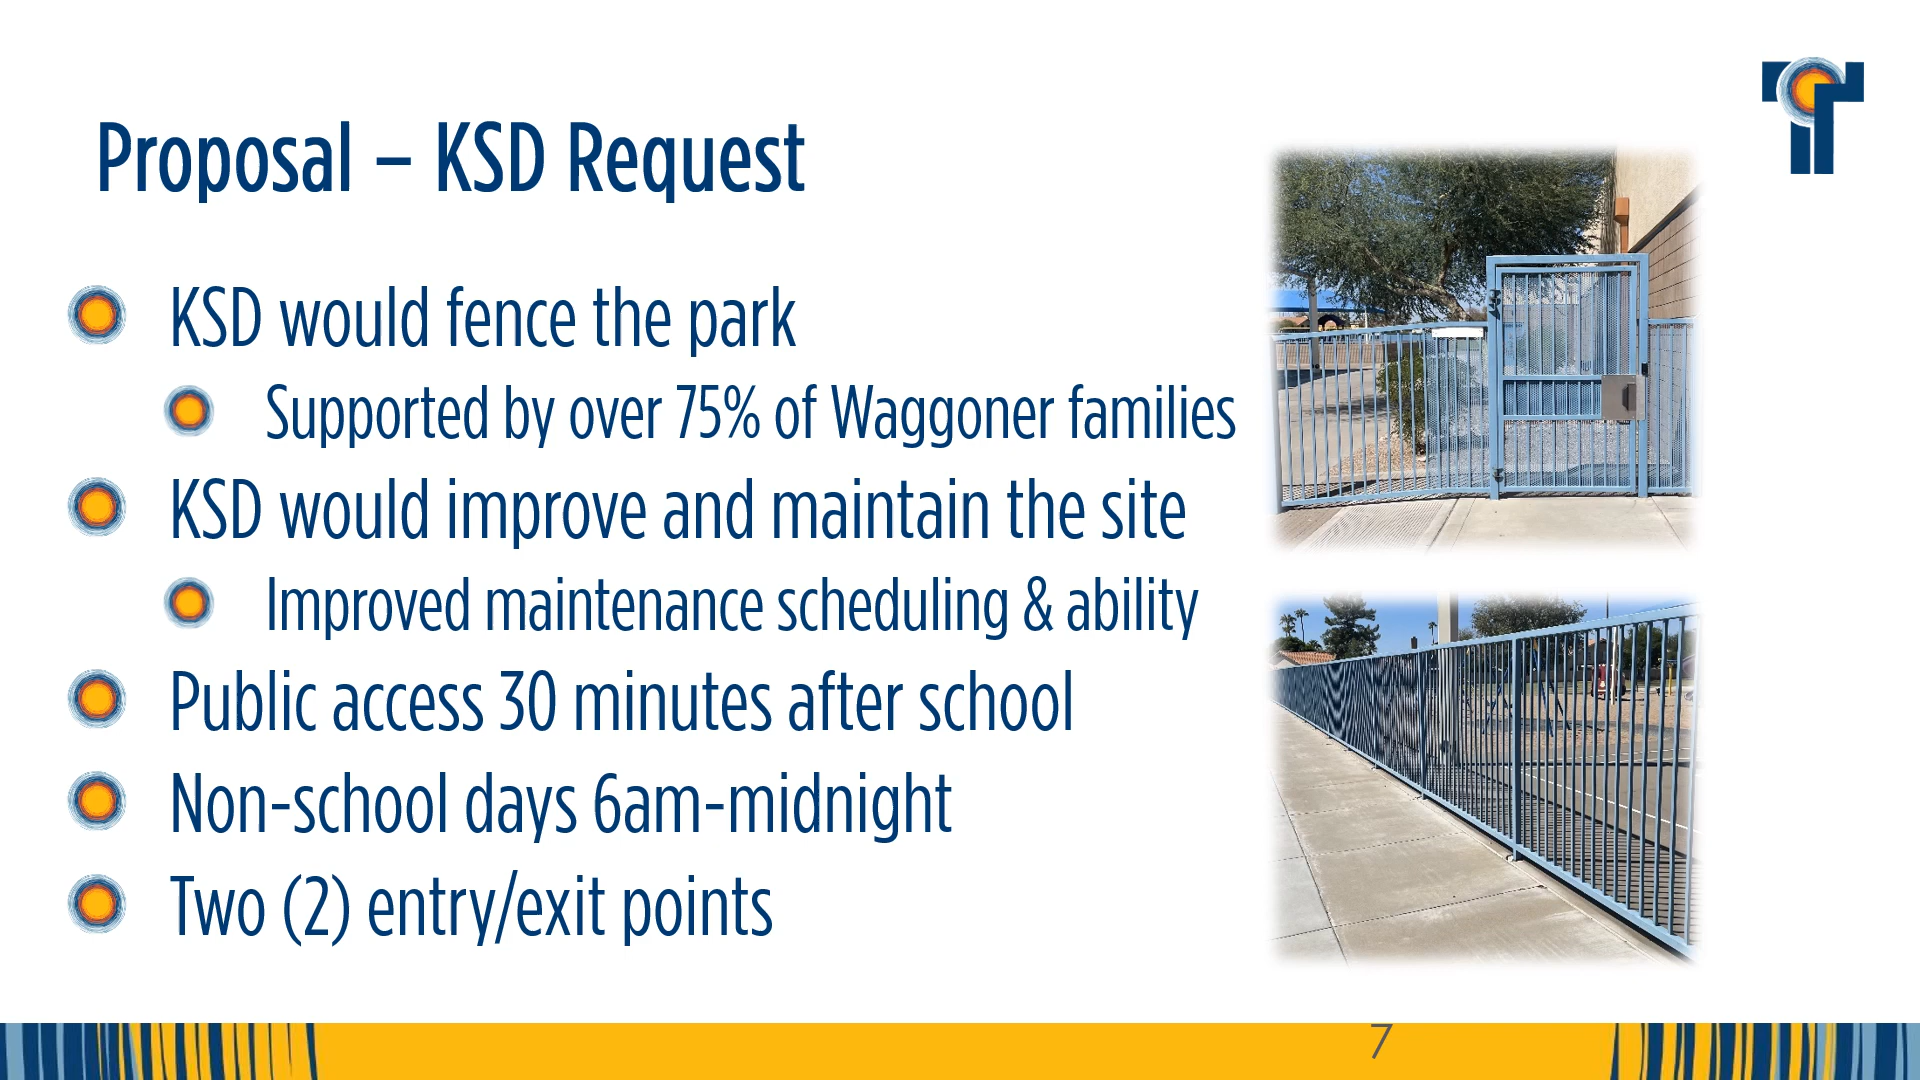 Proposal – KSD Request
KSD would fence the park
Supported by over 75% of Waggoner families
KSD would improve and maintain the site
Improved maintenance scheduling & ability
Public access 30 minutes after school
Non-school days 6am-midnight
Two (2) entry/exit points
7